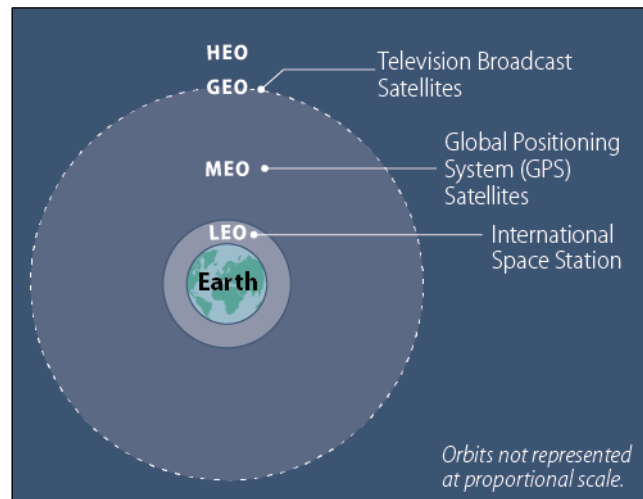 HEO
GEO
Television Broadcast
Satellites
MEO
Global Positioning
System (GPS)
Satellites
LEO
International
Space Station
Earth
Orbits not represented
at proportional scale.